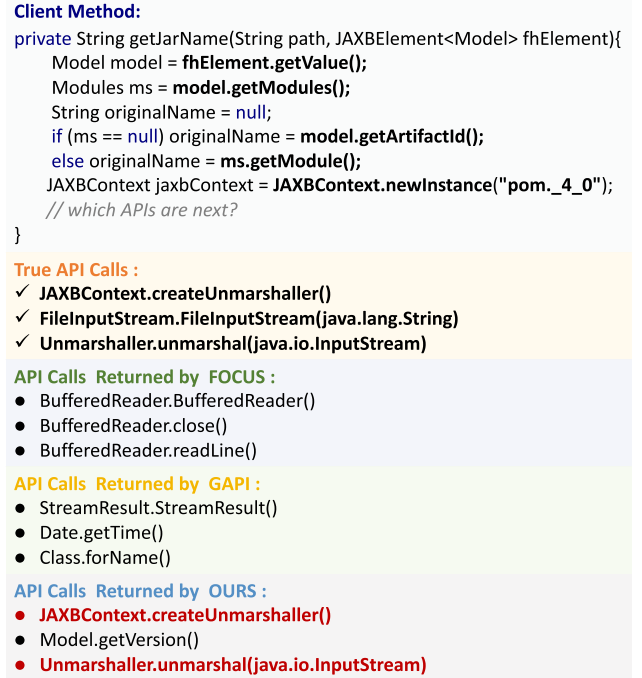 Client Method:
private String getJarName(String path, JAXBElement<Model> fhElement){
Model model = fhElement.getValue();
Modules ms = model.getModules();
String originalName = null;
if (ms == null) originalName = model.getArtifactId();
else originalName = ms.getModule();
JAXBContext jaxbContext = JAXBContext.newInstance("pom._4_0");
// which APIs are next?
}
True API Calls :
✓ JAXBContext.createUnmarshaller()
✓ FileInputStream.FileInputStream(java.lang.String)
✓ Unmarshaller.unmarshal(java.io.InputStream)
API Calls Returned by FOCUS :
● BufferedReader.BufferedReader()
● BufferedReader.close()
● BufferedReader.readLine()
API Calls Returned by GAPI :
● StreamResult.StreamResult()
● Date.getTime()
● Class.forName()
API Calls Returned by OURS :
● JAXBContext.createUnmarshaller()
● Model.getVersion()
● Unmarshaller.unmarshal(java.io.InputStream)